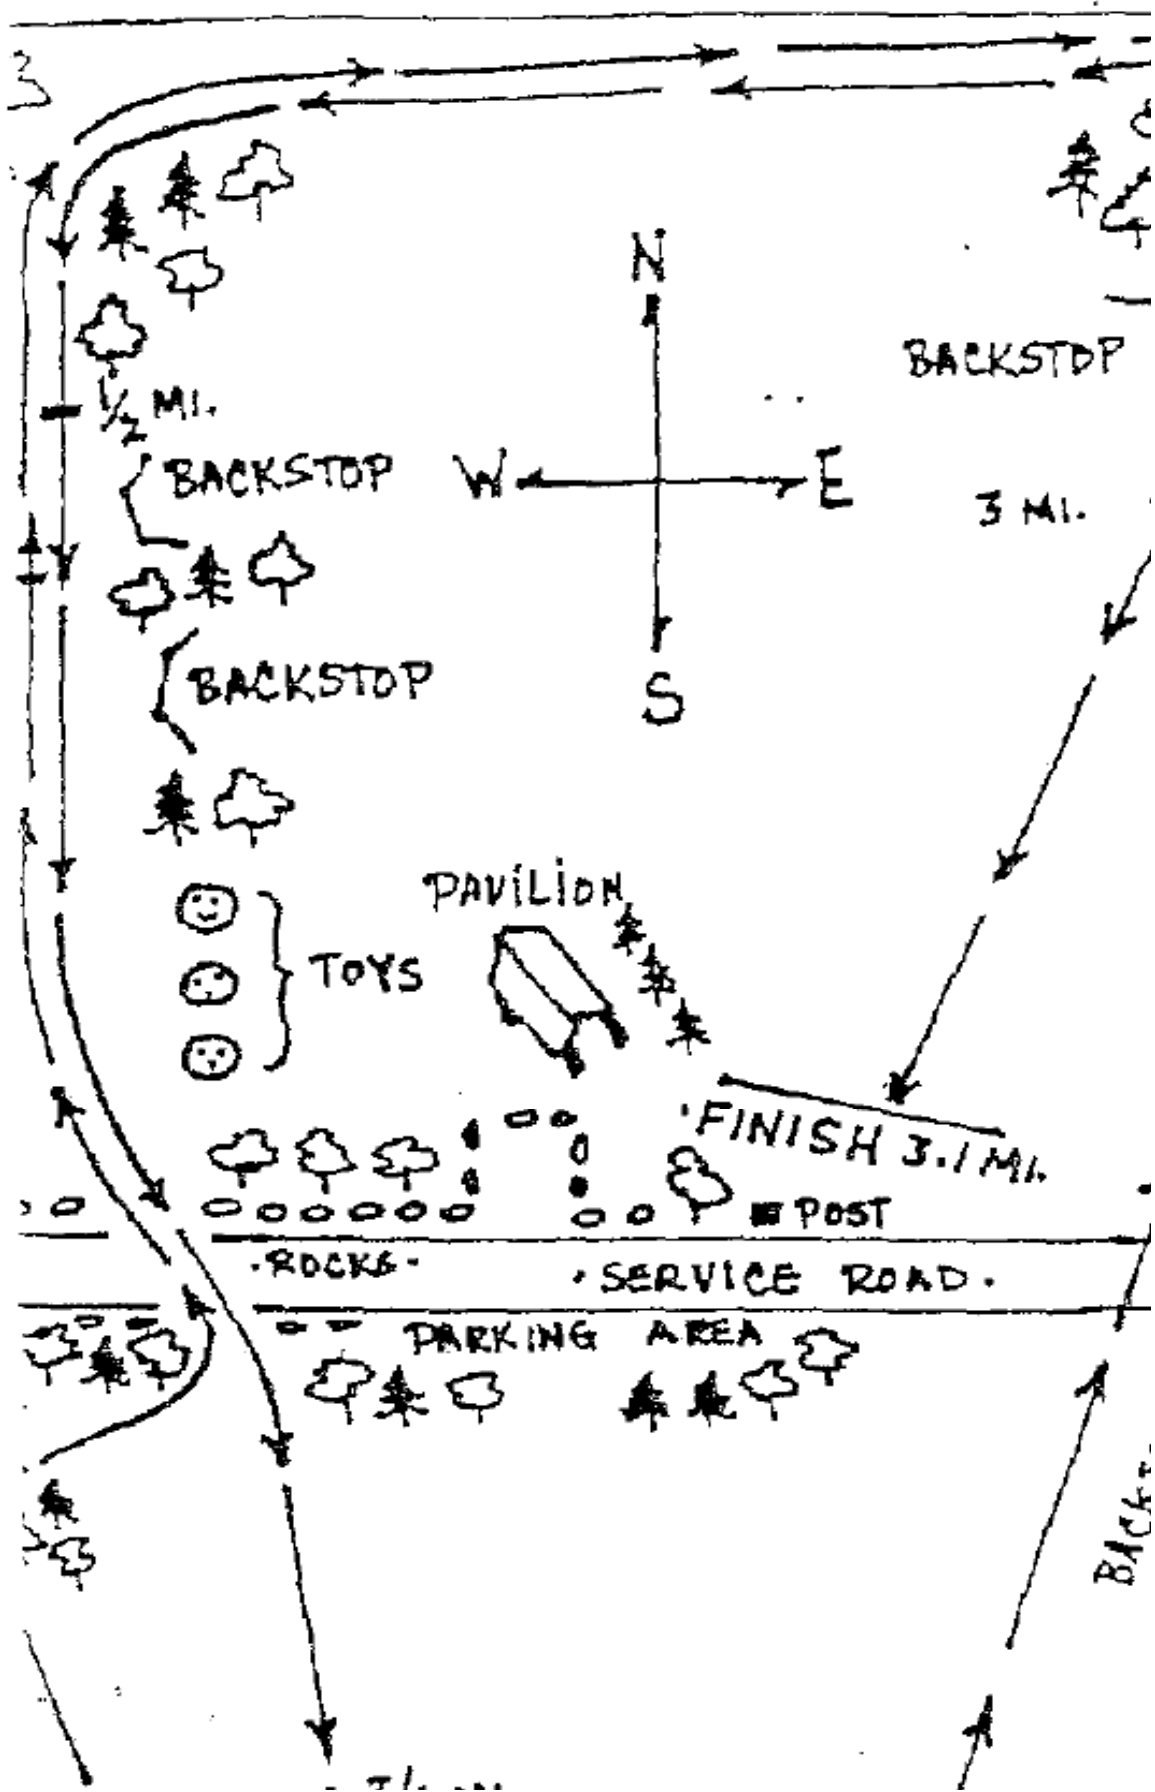 3
N
BACKSTOP
1/2 MI.
BACKSTOP
W
E
3 MI.
BACKSTOP
S
PAVILION
TOYS
FINISH 3.1 MI.
POST
·ROCKS·
·SERVICE ROAD·
PARKING AREA